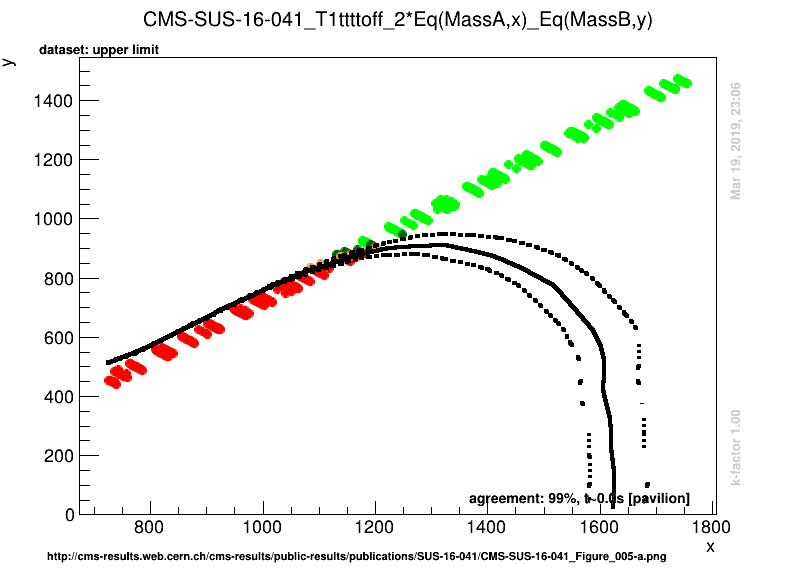 CMS-SUS-16-041_T1ttttoff_2*Eq(MassA,x)_Eq(MassB,y)
dataset: upper limit
y
1400
1200
1000
800
600
400
200
0
800
1000
1200
1400
1600
1800
x
agreement: 99%, t~0.0s [pavilion]
Mar 19, 2019, 23:06
k-factor 1.00
http://cms-results.web.cern.ch/cms-results/public-results/publications/SUS-16-041/CMS-SUS-16-041_Figure_005-a.png